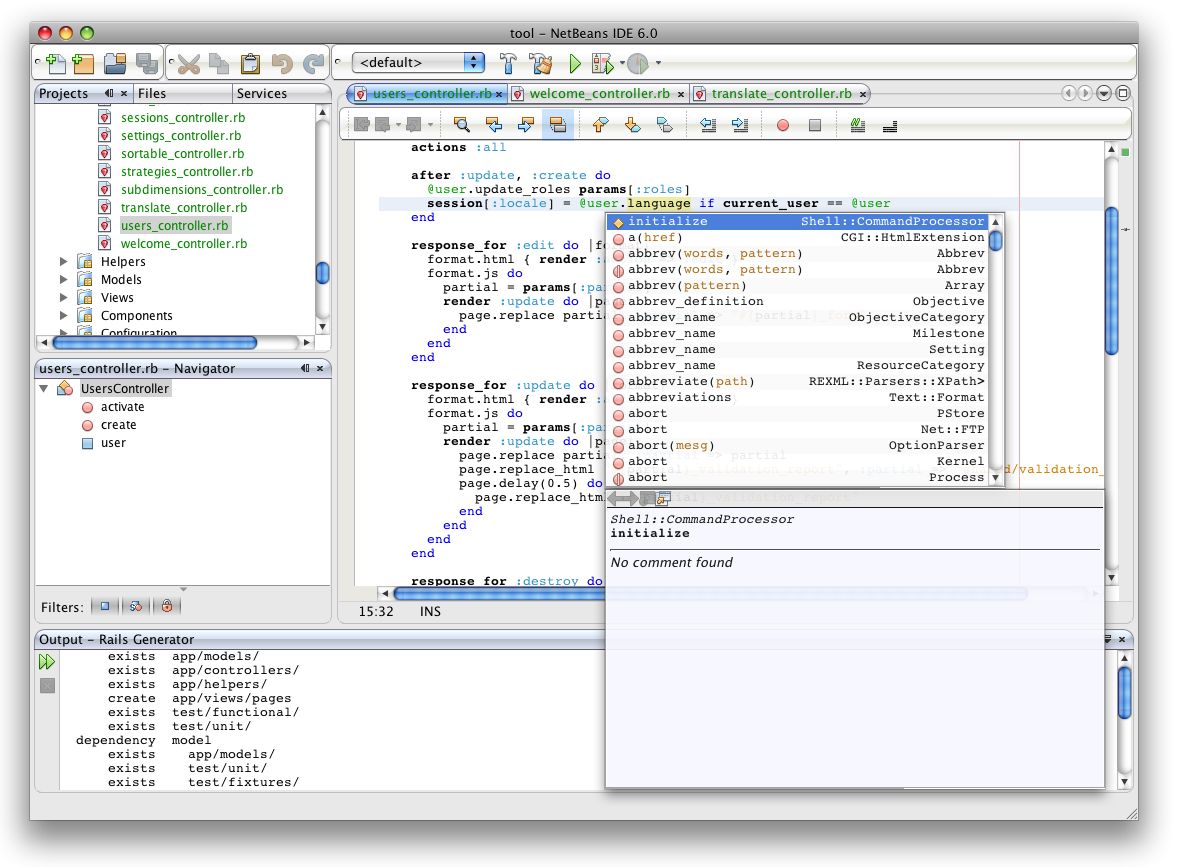 tool – NetBeans IDE 6.0
<default>
Projects
Files
Services
sessions_controller.rb
settings_controller.rb
sortable_controller.rb
strategies_controller.rb
subdimensions_controller.rb
translate_controller.rb
users_controller.rb
welcome_controller.rb
Helpers
Models
Views
Components
Configuration
users_controller.rb – Navigator
UsersController
activate
create
user
Filters:
users_controller.rb
welcome_controller.rb
translate_controller.rb
actions :all
after :update, :create do
@user.update_roles params[:roles]
session[:locale] = @user.language if current_user == @user
end
response_for :edit do
format.html { render
format.js do
partial = params[
render :update do
page.replace
end
end
end
response_for :update do
format.html { render
format.js do
partial = params[
render :update do
page.replace => partial
page.replace_html
page.delay(0.5) do
end
end
end
end
response_for :destroy do
15:32 INS
initialize Shell::CommandProcessor
a(href) CGI::HtmlExtension
abbrev(words, pattern) Abbrev
abbrev(words, pattern) Abbrev
abbrev(pattern) Array
abbrev_definition Objective
abbrev_name ObjectiveCategory
abbrev_name Milestone
abbrev_name Setting
abbrev_name ResourceCategory
abbreviate(path) REXML::Parsers::XPath>
abbreviations Text::Format
abort PStore
abort Net::FTP
abort(mesg) OptionParser
abort Kernel
abort Process
Shell::CommandProcessor
initialize
No comment found
Output – Rails Generator
exists app/models/
exists app/controllers/
exists app/helpers/
create app/views/pages
exists test/functional/
exists test/unit/
dependency model
exists app/models/
exists test/unit/
exists test/fixtures/